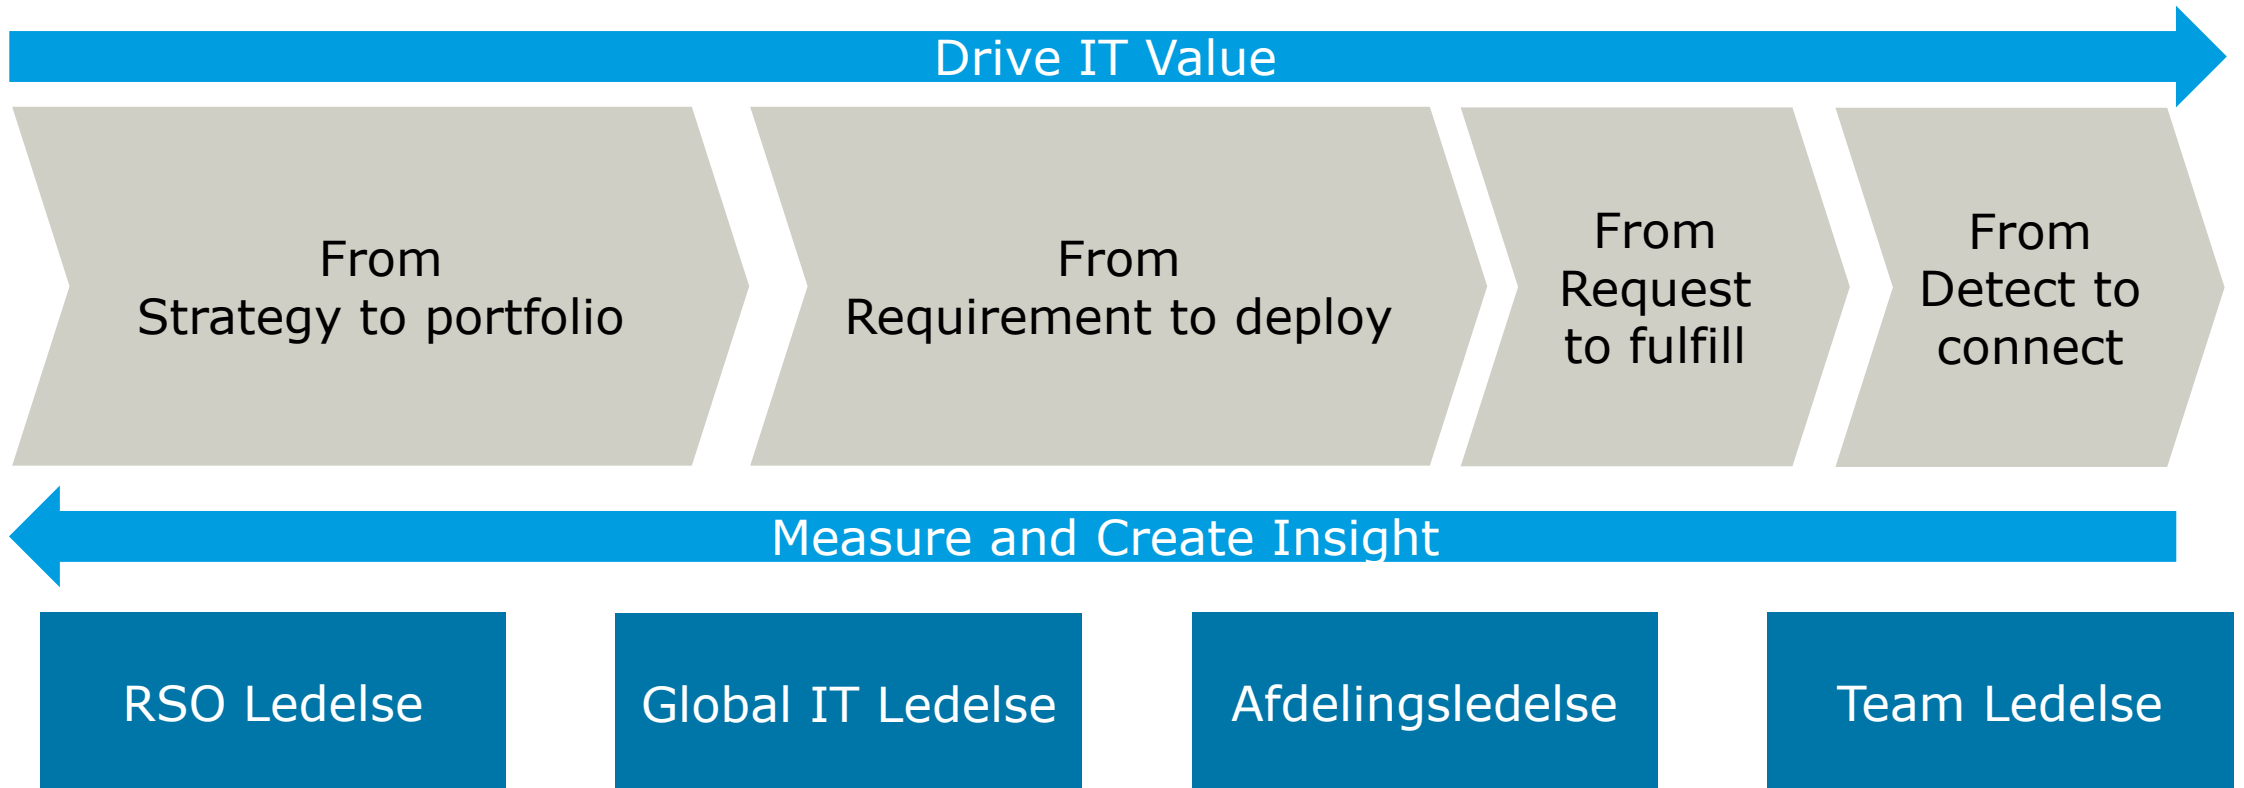 Drive IT Value
From
Strategy to portfolio
From
Requirement to deploy
From
Request
to fulfill
From
Detect to
connect
Measure and Create Insight
RSO Ledelse
Global IT Ledelse
Afdelingsledelse
Team Ledelse